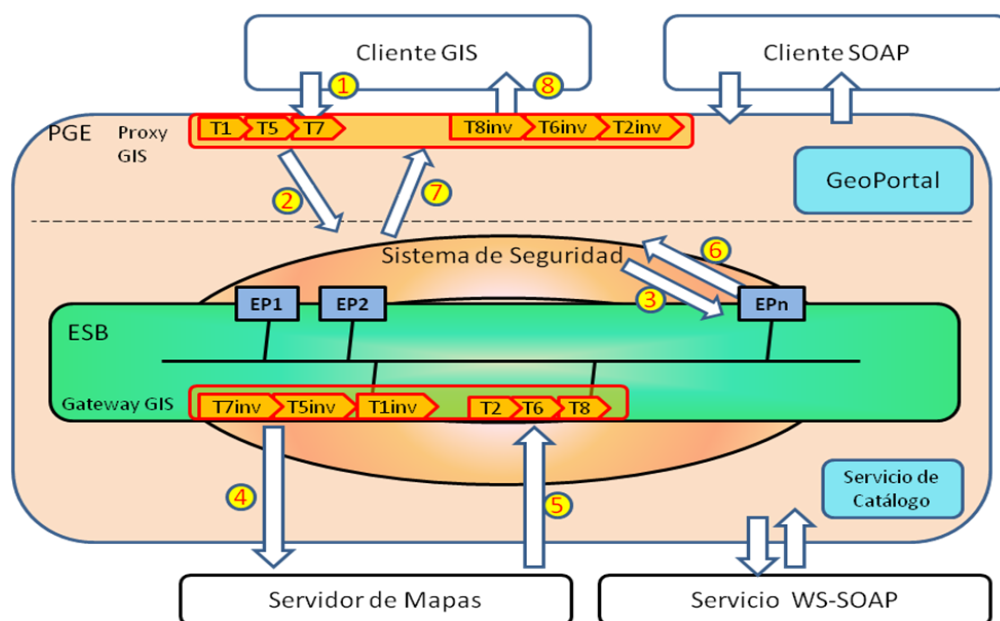 Cliente GIS
Cliente SOAP
1
8
PGE
Proxy
GIS
T1 T5 T7
T8inv T6inv T2inv
2
7
GeoPortal
Sistema de Seguridad
6
3
EP1
EP2
EPn
ESB
Gateway GIS
T7inv T5inv T1inv
T2 T6 T8
4
5
Servicio de
Catálogo
Servidor de Mapas
Servicio WS-SOAP